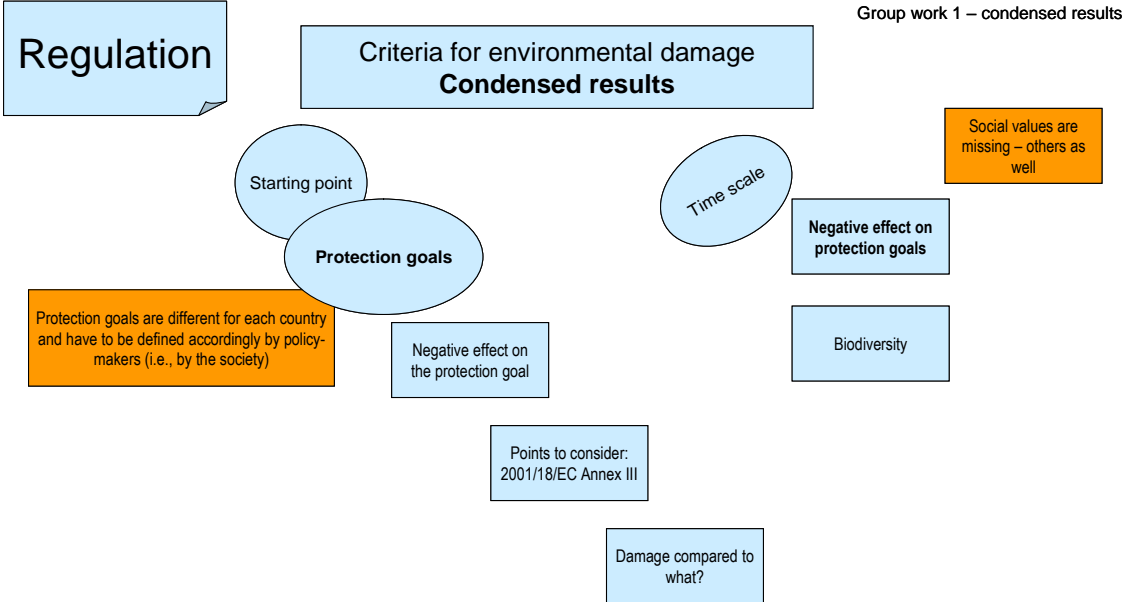 Group work 1 – condensed results
Regulation
Criteria for environmental damage
Condensed results
Social values are
missing – others as
well
Starting point
Time scale
Protection goals
Negative effect on
protection goals
Protection goals are different for each country
and have to be defined accordingly by policy-
makers (i.e., by the society)
Negative effect on
the protection goal
Biodiversity
Points to consider:
2001/18/EC Annex III
Damage compared to
what?